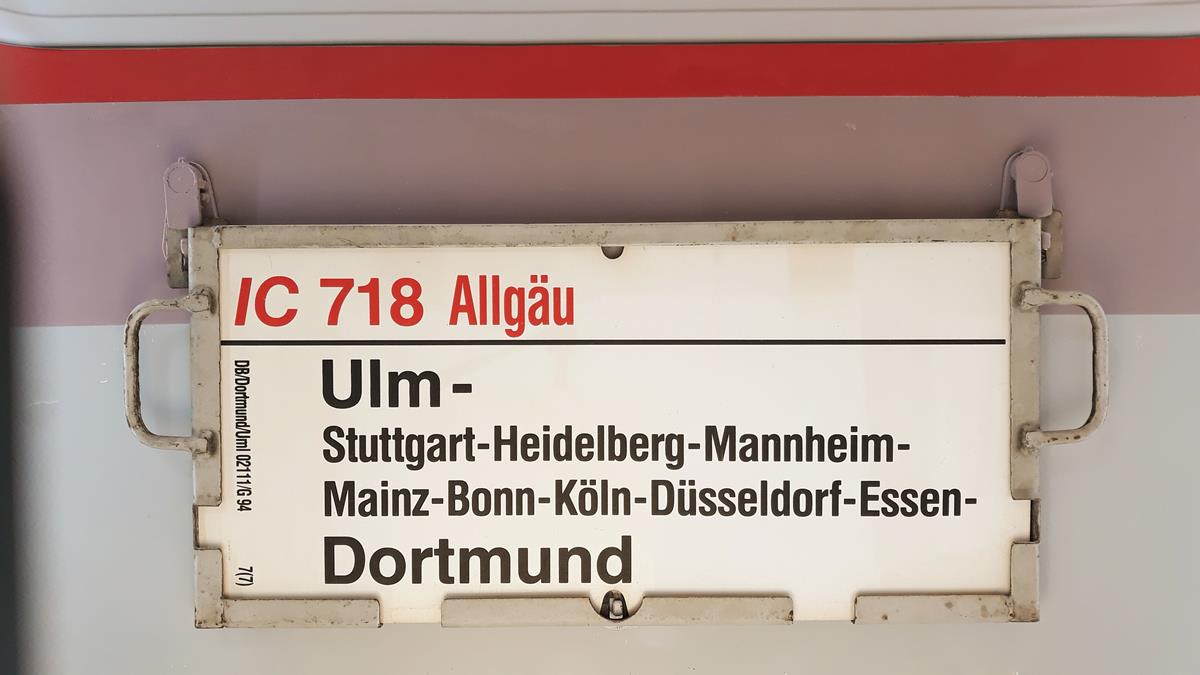 IC 718 Allgäu
Ulm-
Stuttgart-Heidelberg-Mannheim-
Mainz-Bonn-Köln-Düsseldorf-Essen-
Dortmund
DB/Dortmund/Uml 02111/G 94
7(7)